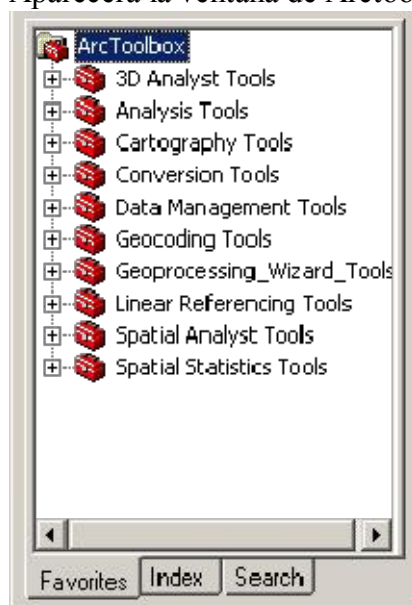 Aparecerá la ventana de Arctoo
ArcToolbox
3D Analyst Tools
Analysis Tools
Cartography Tools
Conversion Tools
Data Management Tools
Geocoding Tools
Geoprocessing_Wizard_Tools
Linear Referencing Tools
Spatial Analyst Tools
Spatial Statistics Tools
Favorites Index Search